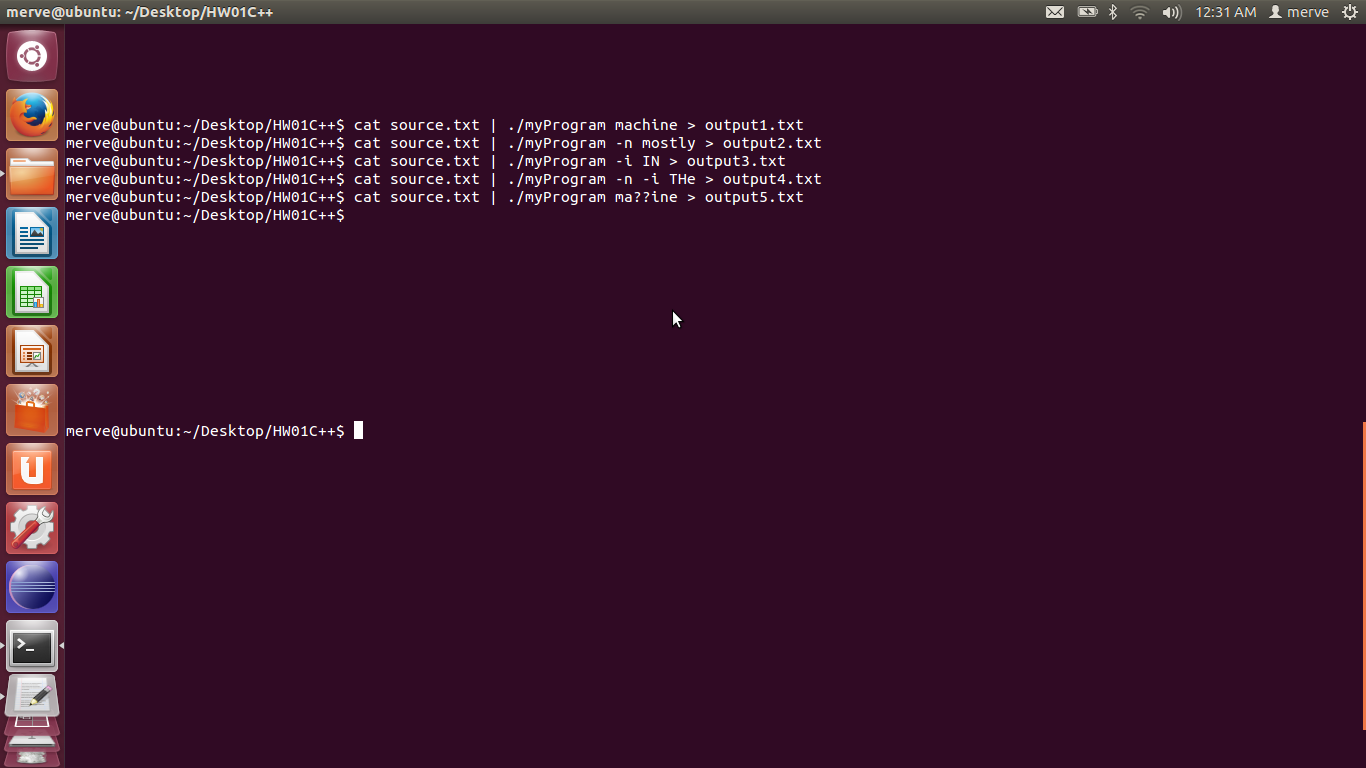 merve@ubuntu: ~/Desktop/HW01C++
12:31 AM merve
merve@ubuntu:~/Desktop/HW01C++$ cat source.txt | ./myProgram machine > output1.txt
merve@ubuntu:~/Desktop/HW01C++$ cat source.txt | ./myProgram -n mostly > output2.txt
merve@ubuntu:~/Desktop/HW01C++$ cat source.txt | ./myProgram -i IN > output3.txt
merve@ubuntu:~/Desktop/HW01C++$ cat source.txt | ./myProgram -n -i THe > output4.txt
merve@ubuntu:~/Desktop/HW01C++$ cat source.txt | ./myProgram ma??ine > output5.txt
merve@ubuntu:~/Desktop/HW01C++$
merve@ubuntu:~/Desktop/HW01C++$